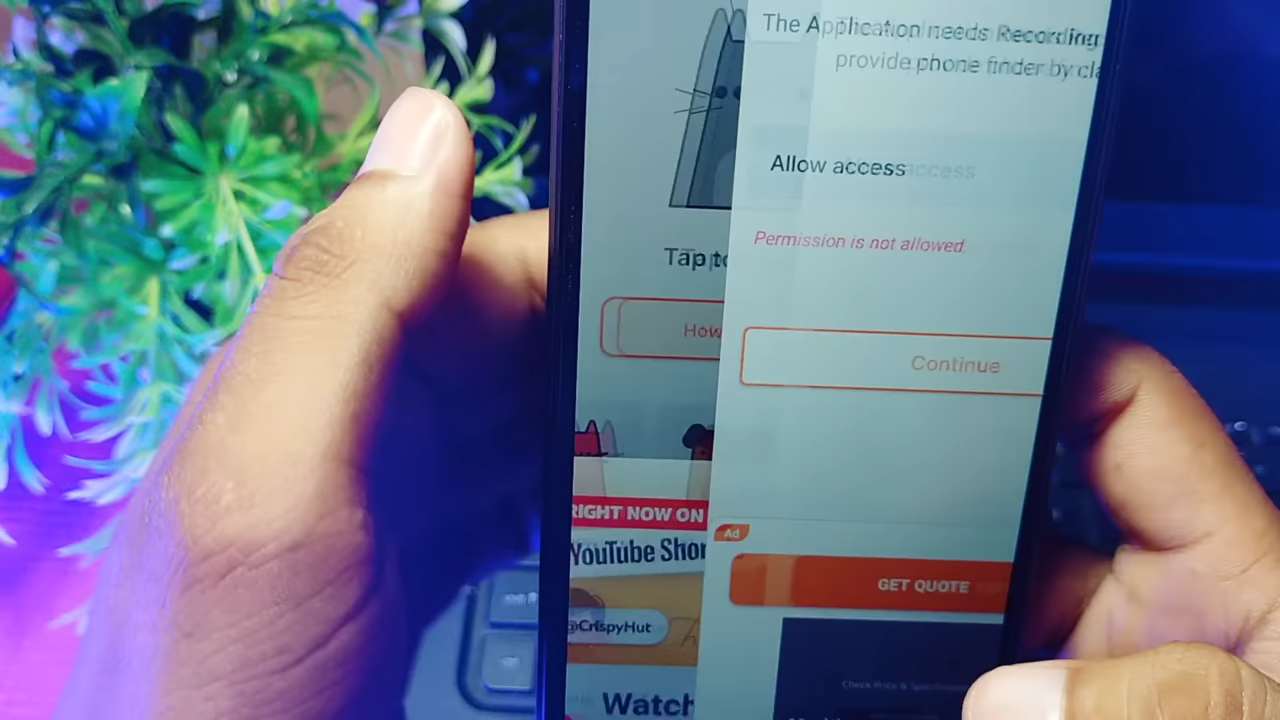 The Application needs Recording
provide phone finder by cla
Allow access
Permission is not allowed.
Continue
Tap to
How
RIGHT NOW ON
YouTube Shor
@CrispyHut
Watch
Ad
GET QUOTE